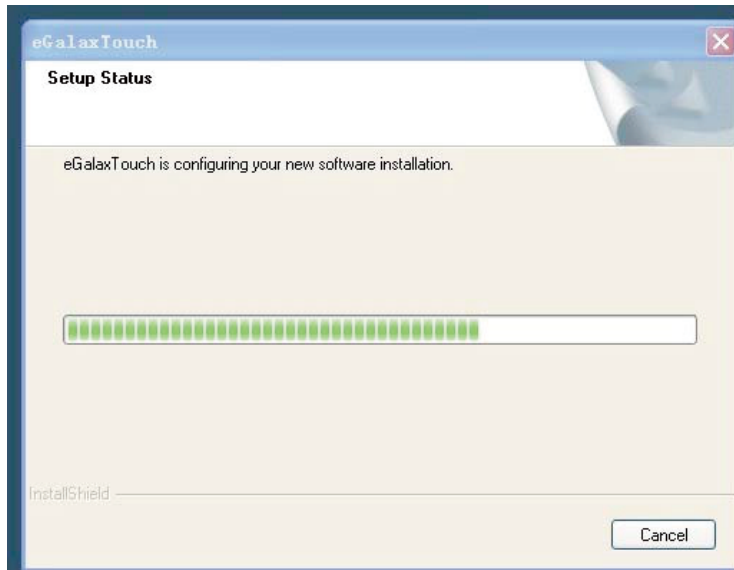 eGalaxTouch
Setup Status
eGalaxTouch is configuring your new software installation.
InstallShield
Cancel